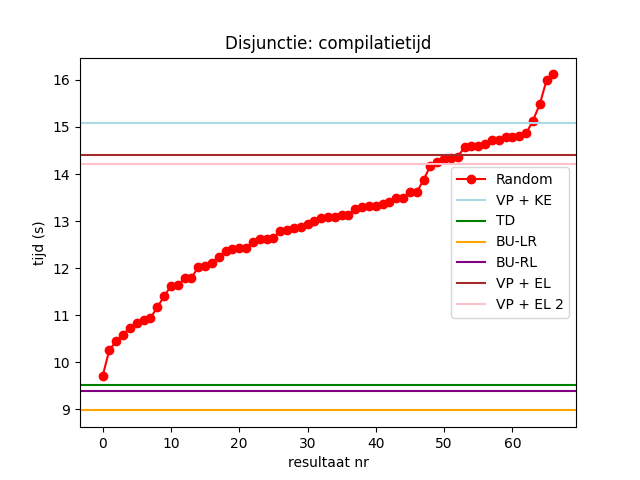 Disjunctie: compilatietijd
tijd (s)
16
15
14
13
12
11
10
9
Random
VP + KE
TD
BU-LR
BU-RL
VP + EL
VP + EL 2
0 10 20 30 40 50 60
resultaat nr